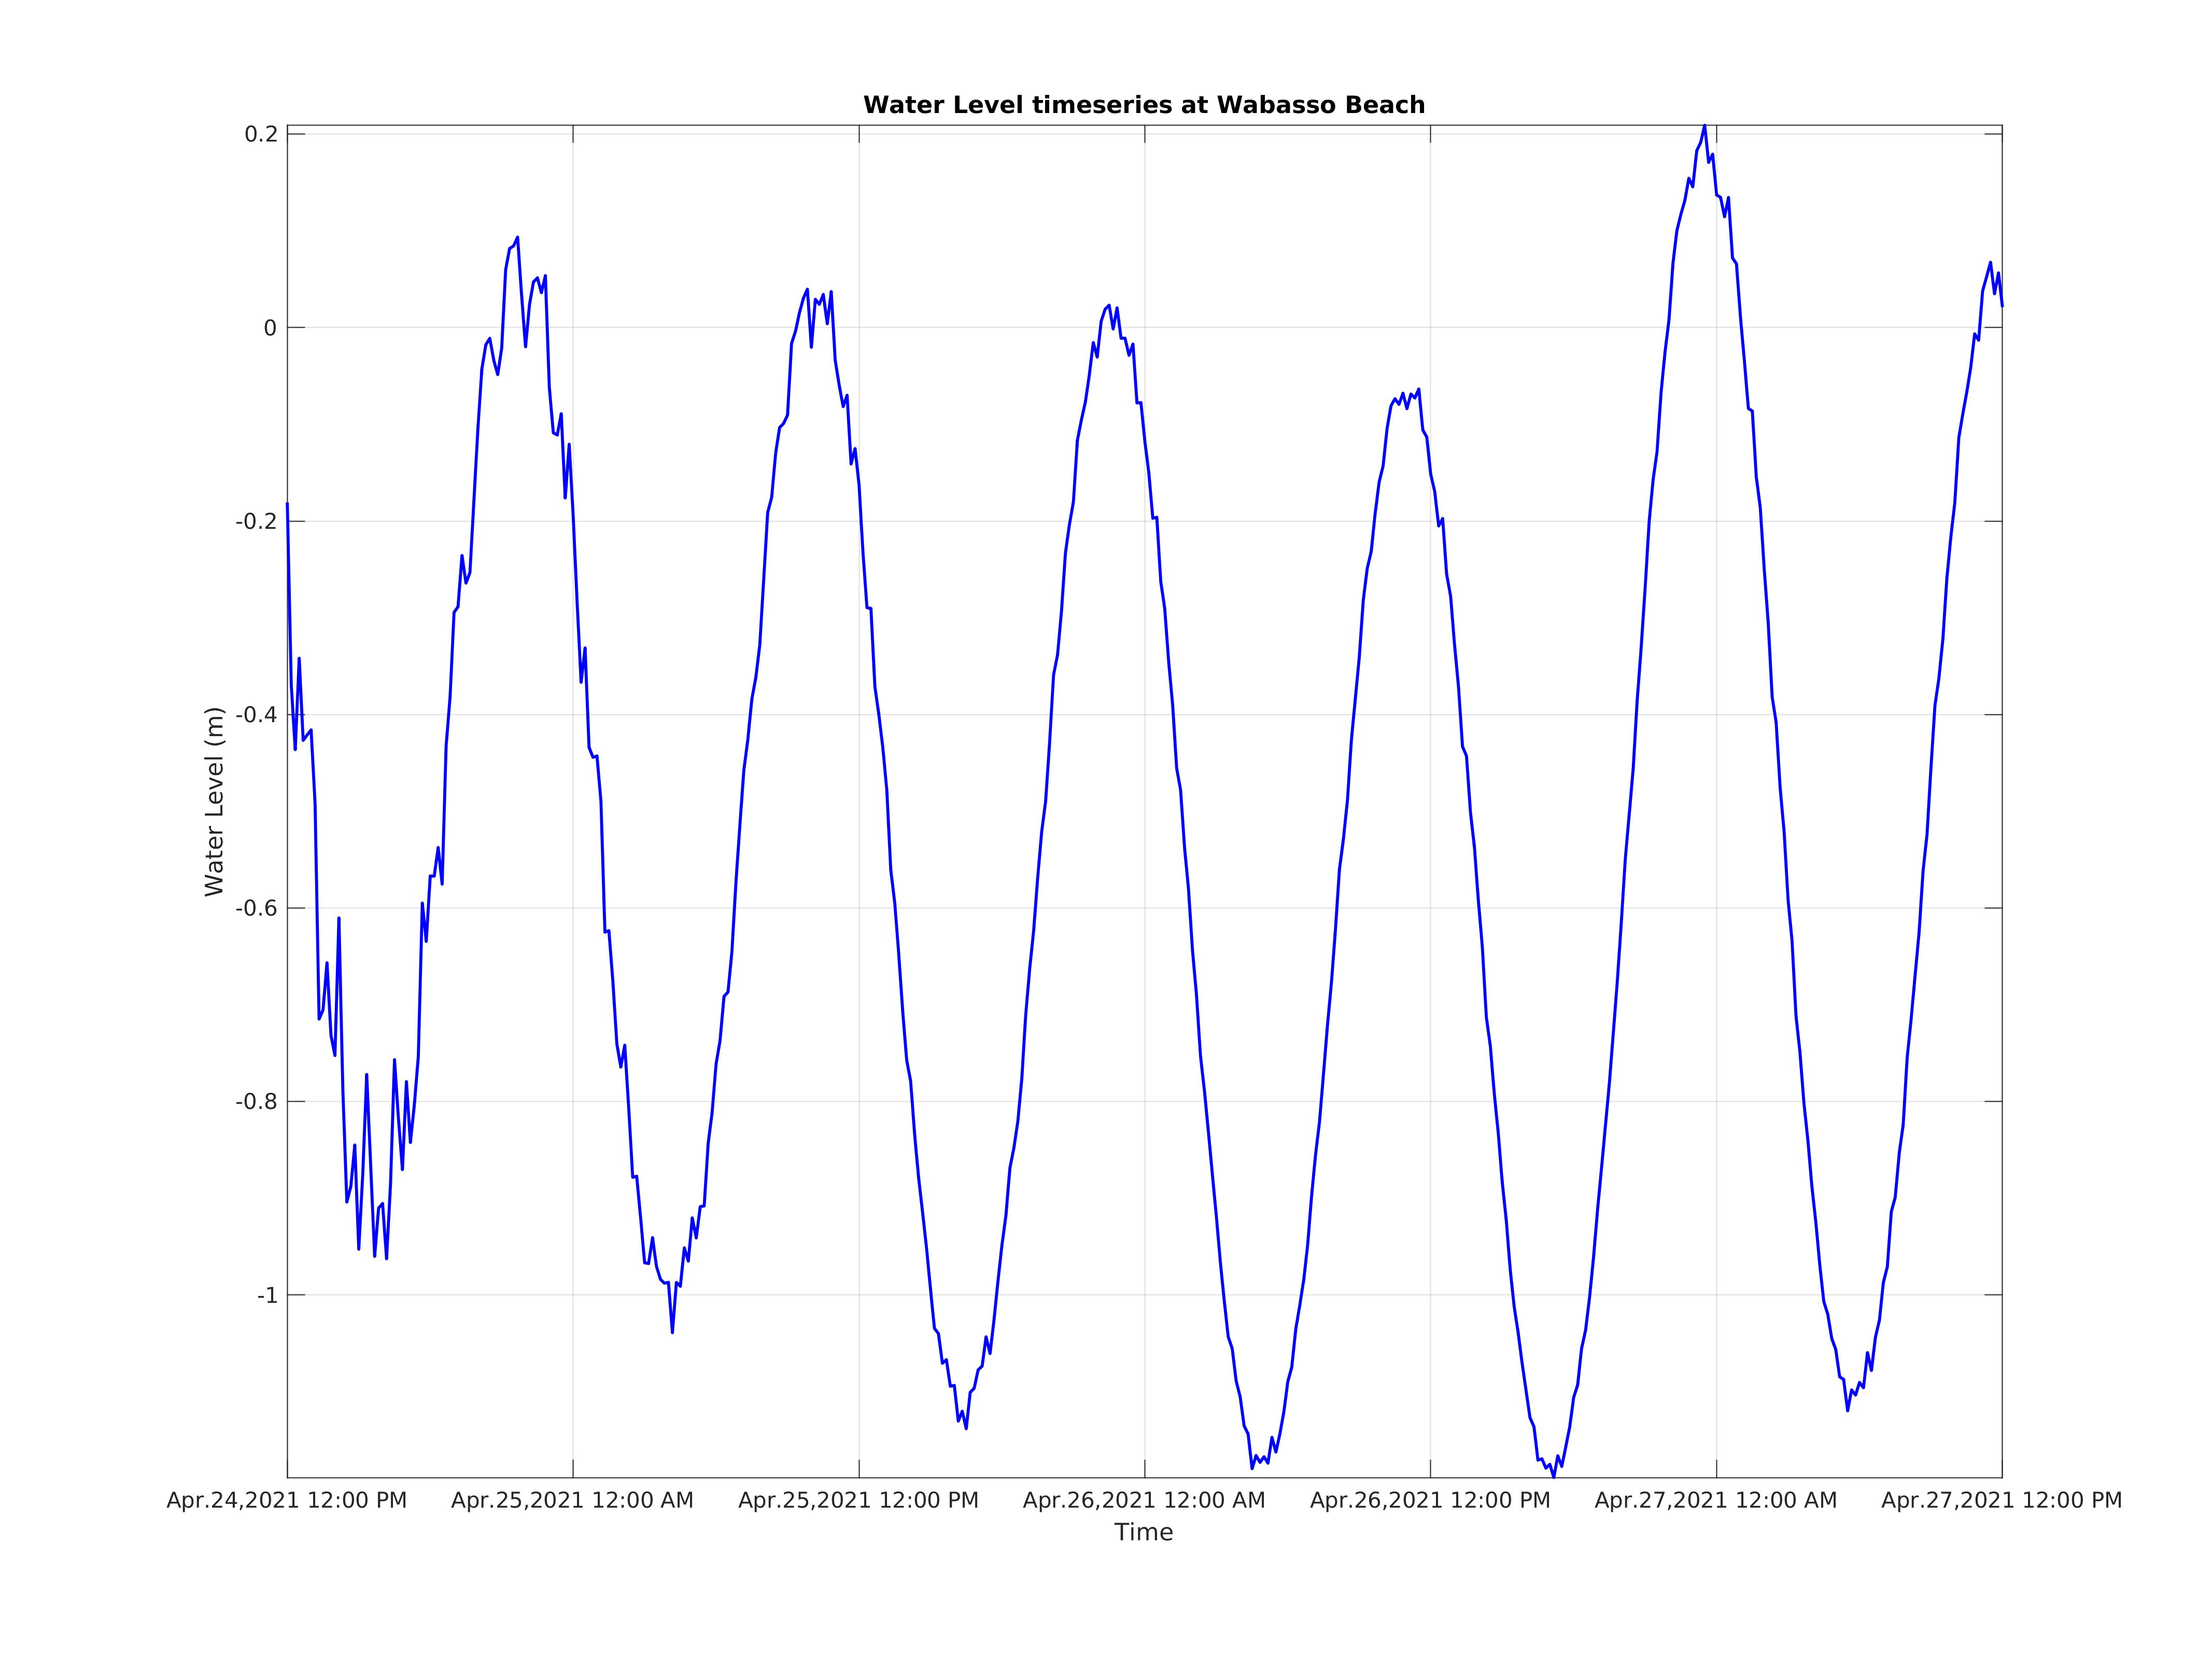 Water Level timeseries at Wabasso Beach
0.2
0
-0.2
-0.4
-0.6
-0.8
-1
Water Level (m)
Apr.24,2021 12:00 PM
Apr.25,2021 12:00 AM
Apr.25,2021 12:00 PM
Apr.26,2021 12:00 AM
Apr.26,2021 12:00 PM
Apr.27,2021 12:00 AM
Apr.27,2021 12:00 PM
Time